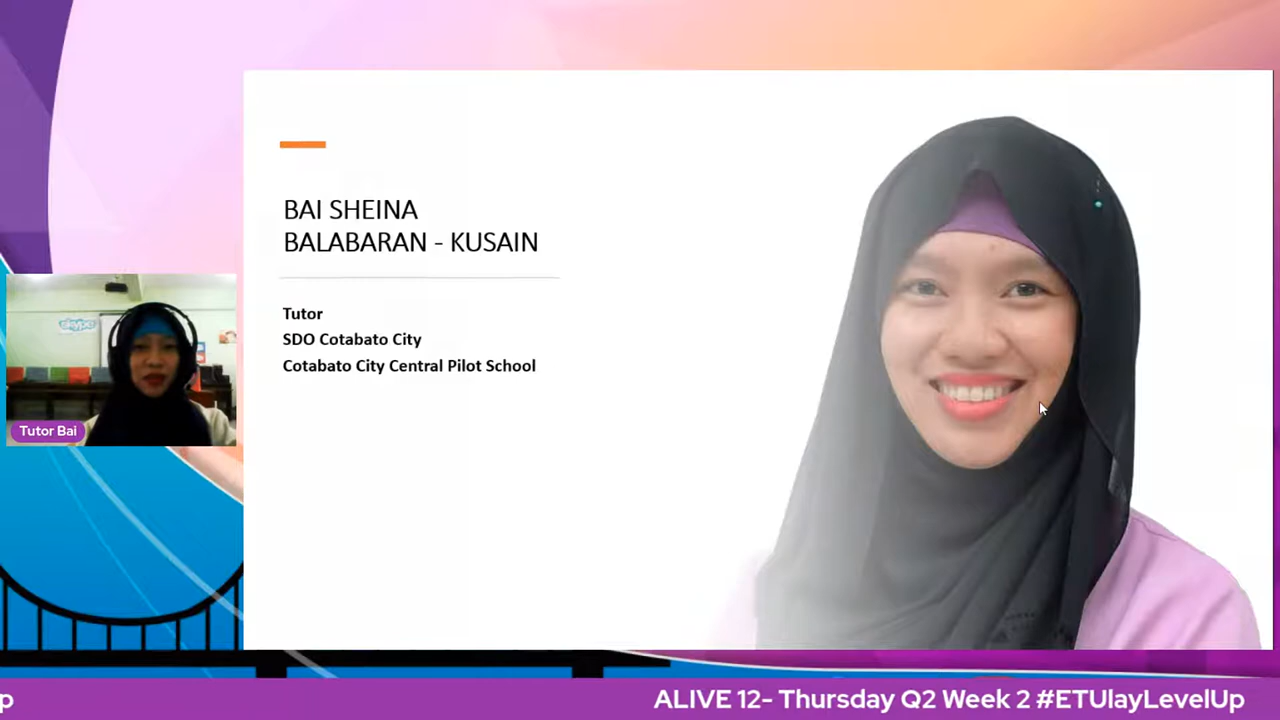 BAI SHEINA
BALABARAN - KUSAIN
Tutor
SDO Cotabato City
Cotabato City Central Pilot School
skype
Tutor Bai
p
ALIVE 12- Thursday Q2 Week 2 #ETUlayLevelUp